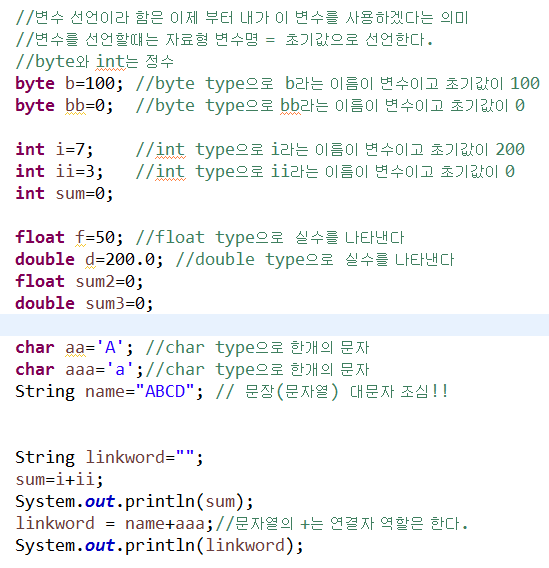 //변수 선언이라 함은 이제 부터 내가 이 변수를 사용하겠다는 의미
//변수를 선언할때는 자료형 변수명 = 초기값으로 선언한다.
//byte와 int는 정수
byte b=100; //byte type으로 b라는 이름이 변수이고 초기값이 100
byte bb=0; //byte type으로 bb라는 이름이 변수이고 초기값이 0
int i=7; //int type으로 i라는 이름이 변수이고 초기값이 200
int ii=3; //int type으로 ii라는 이름이 변수이고 초기값이 0
int sum=0;
float f=50; //float type으로 실수를 나타낸다
double d=200.0; //double type으로 실수를 나타낸다
float sum2=0;
double sum3=0;
char aa='A'; //char type으로 한개의 문자
char aaa='a';//char type으로 한개의 문자
String name="ABCD"; // 문장(문자열) 대문자 조심!!
String linkword="";
sum=i+ii;
System.out.println(sum);
linkword = name+aaa;//문자열의 +는 연결자 역할은 한다.
System.out.println(linkword);